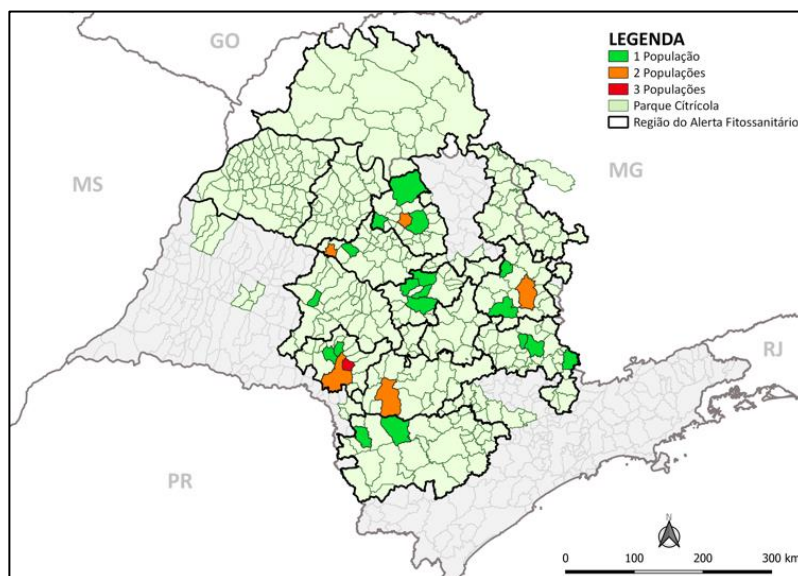 GO
LEGENDA
1 População
2 Populações
3 Populações
Parque Citrícola
Região do Alerta Fitossanitário
MS
MG
RJ
PR
N
0 100 200 300 km